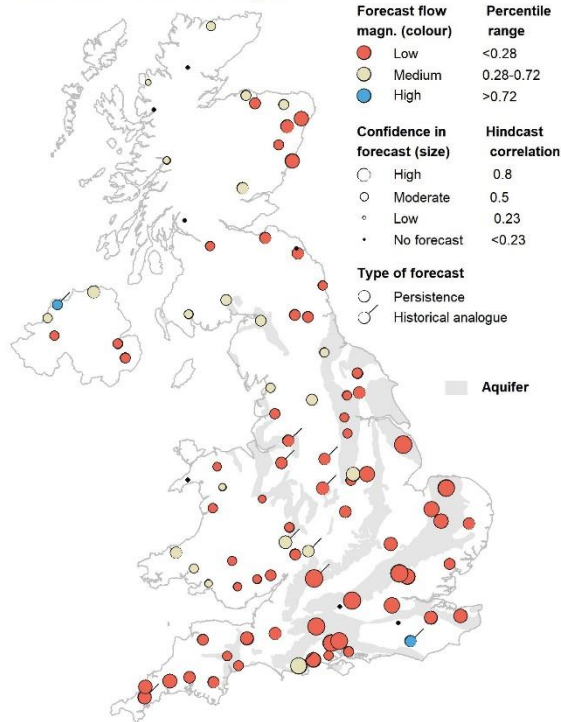 Forecast flow Percentile
magn. (colour) range
Low <0.28
Medium 0.28-0.72
High >0.72
Confidence in Hindcast
forecast (size) correlation
High 0.8
Moderate 0.5
Low 0.23
No forecast <0.23
Type of forecast
Persistence
Historical analogue
Aquifer